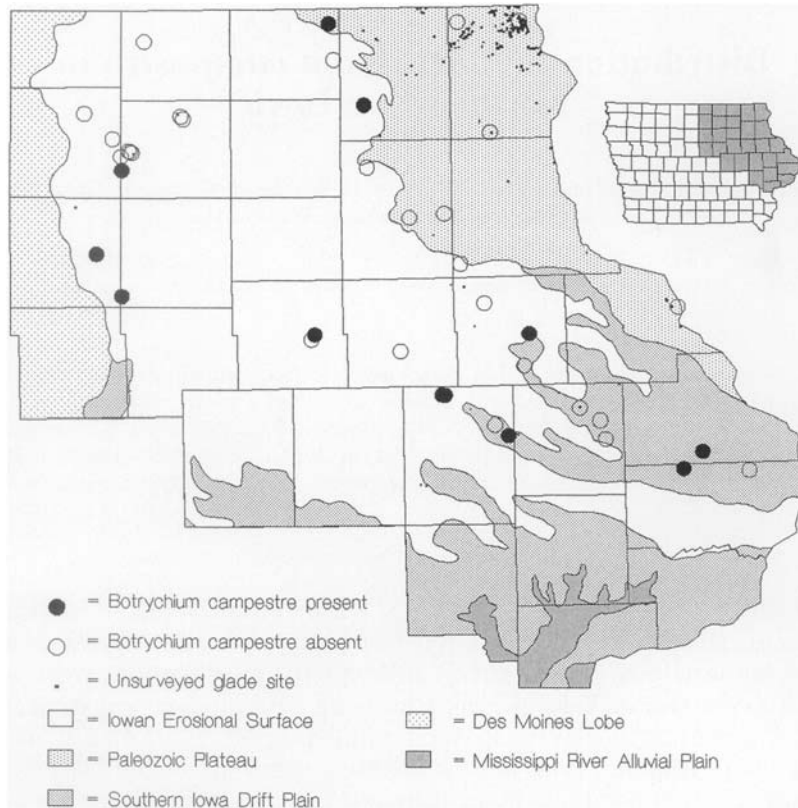 = Botrychium campestre present
= Botrychium campestre absent
= Unsurveyed glade site
= Iowan Erosional Surface
= Paleozoic Plateau
= Southern Iowa Drift Plain
= Des Moines Lobe
= Mississippi River Alluvial Plain